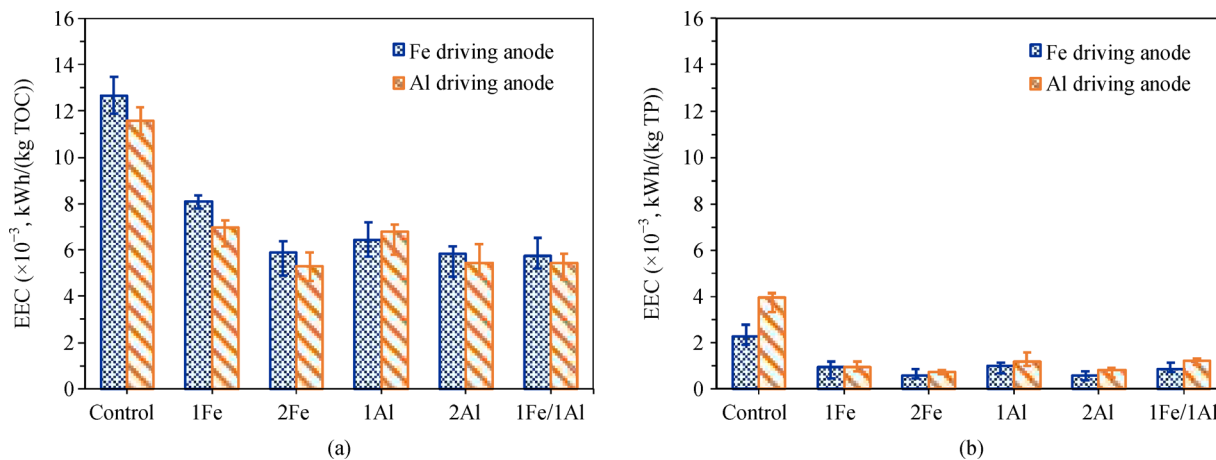 16
14
12
10
8
6
4
2
0
EEC (×10⁻³, kWh/(kg TOC))
Fe driving anode
Al driving anode
Control 1Fe 2Fe 1Al 2Al 1Fe/1Al
(a)
16
14
12
10
8
6
4
2
0
EEC (×10⁻³, kWh/(kg TP))
Fe driving anode
Al driving anode
Control 1Fe 2Fe 1Al 2Al 1Fe/1Al
(b)